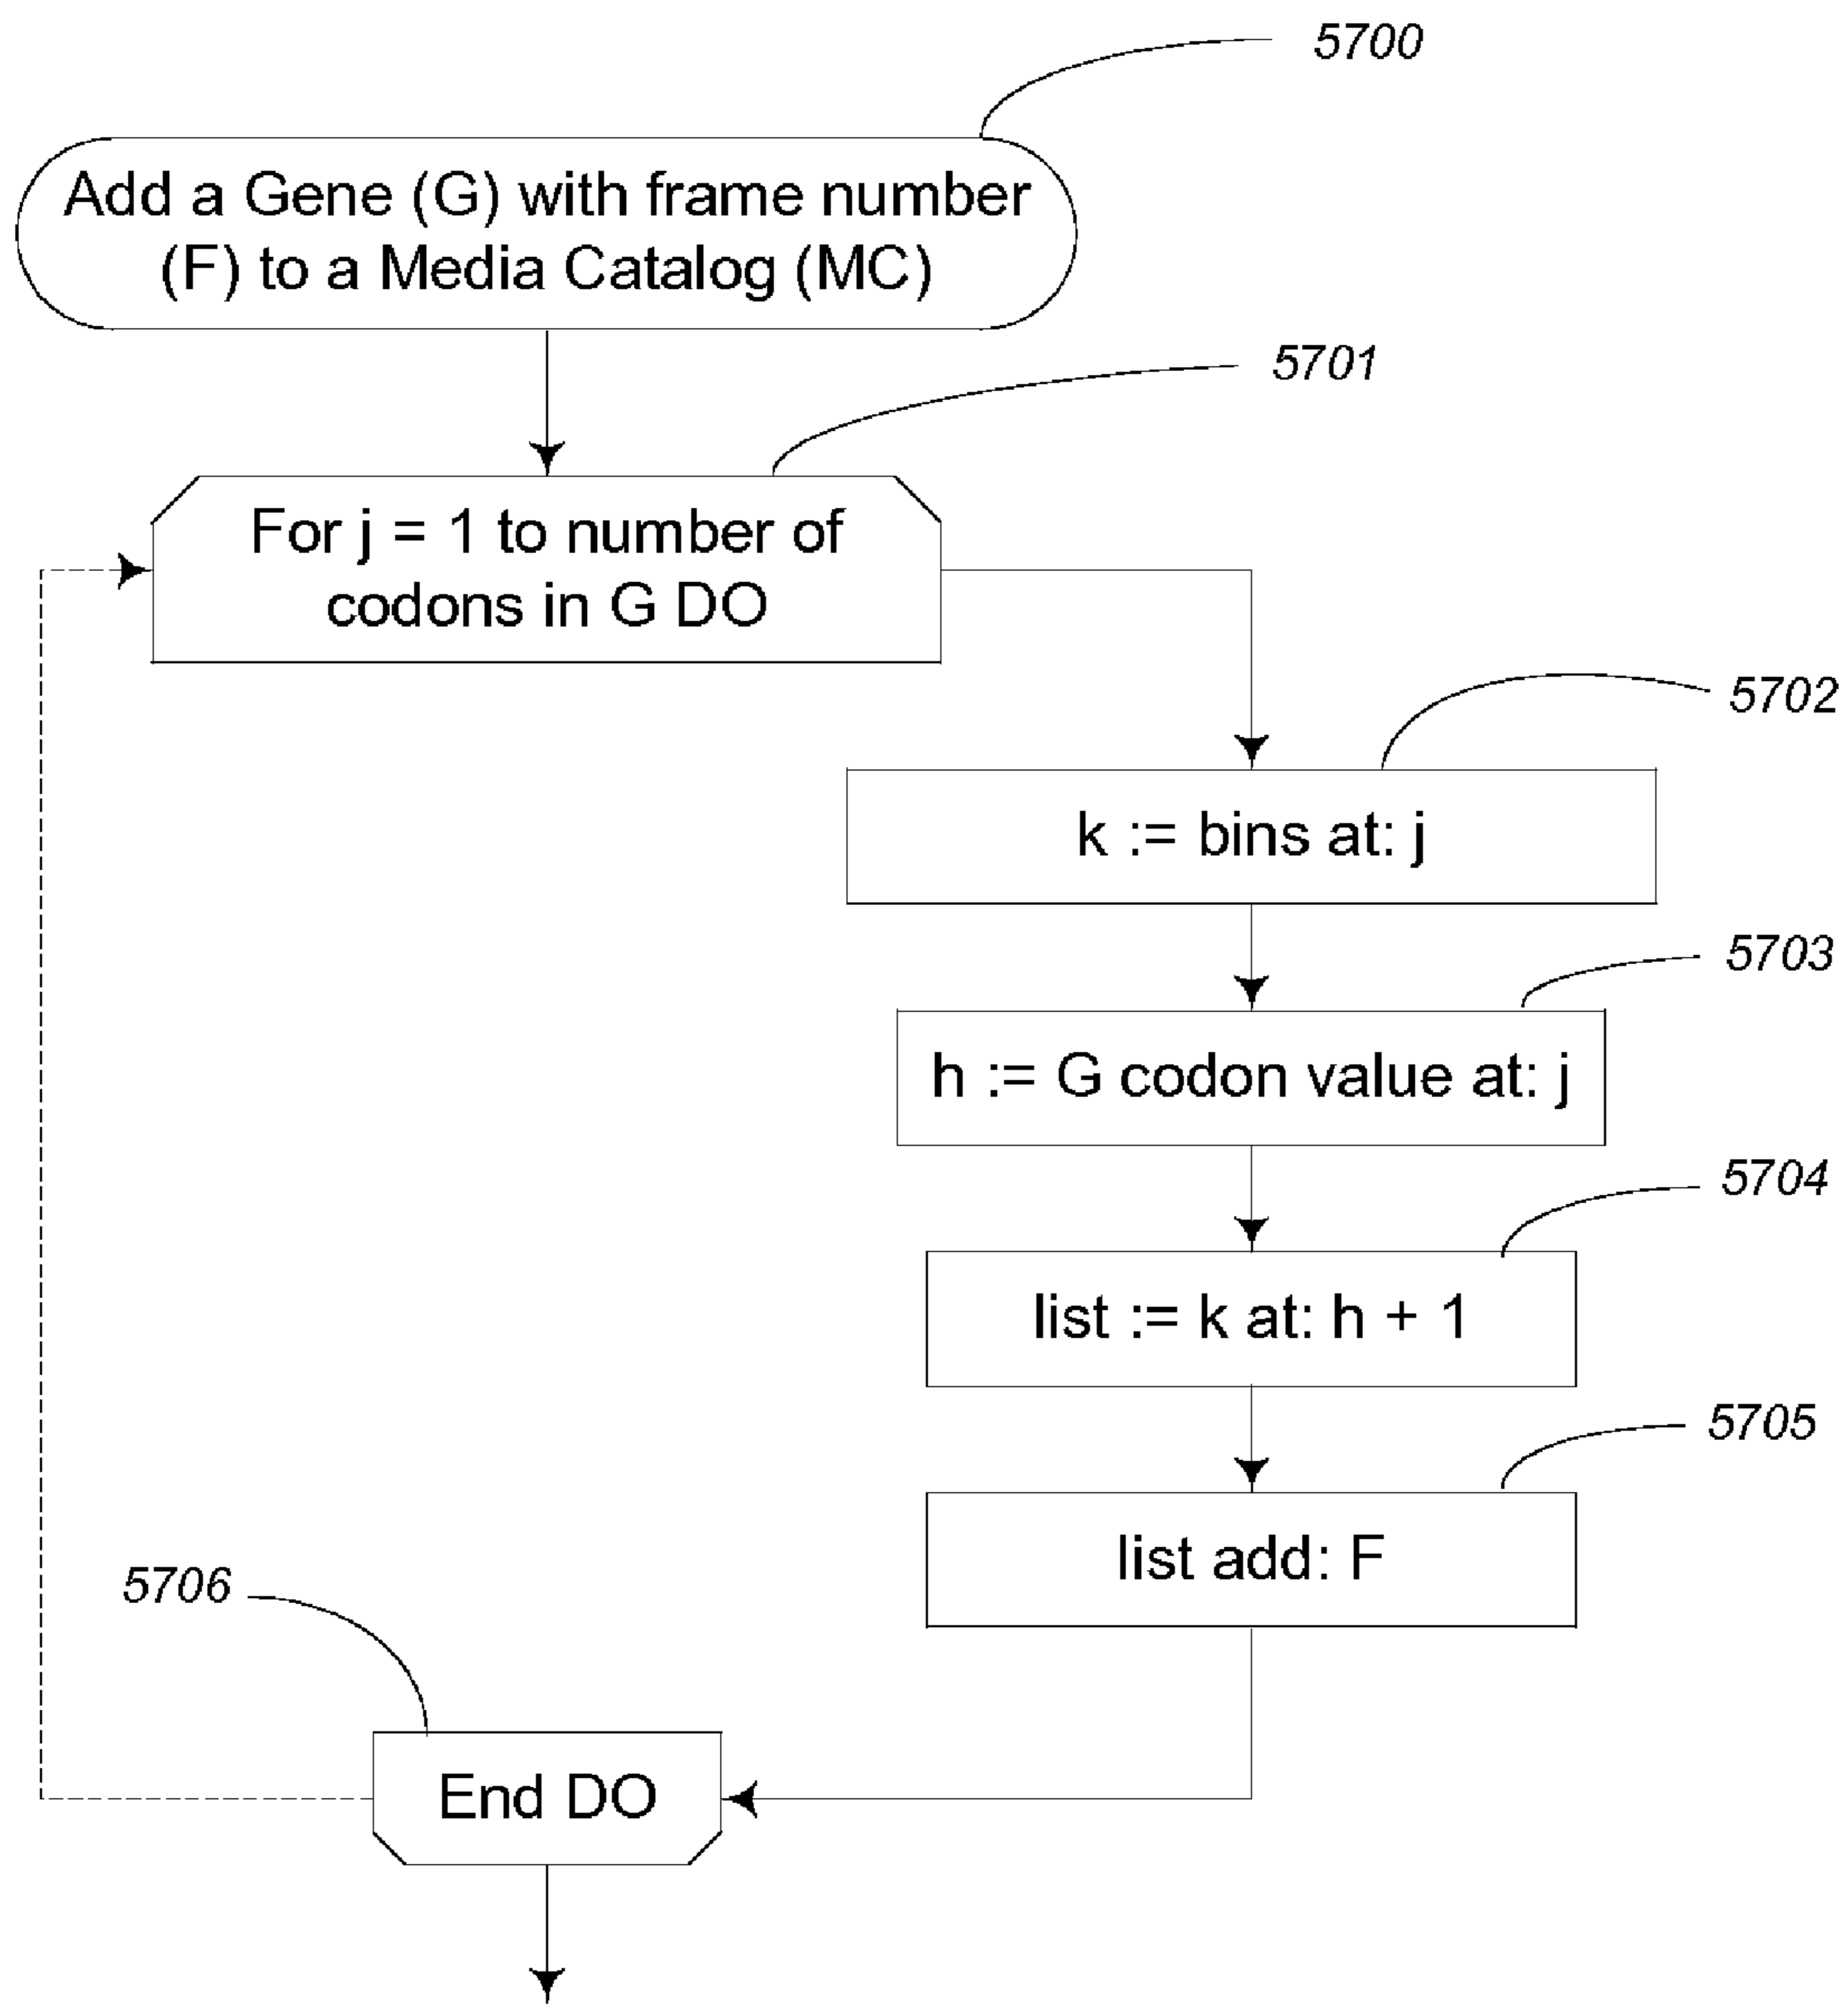 5700
Add a Gene (G) with frame number
(F) to a Media Catalog (MC)
5701
For j = 1 to number of
codons in G DO
5702
k := bins at: j
5703
h := G codon value at: j
5704
list := k at: h + 1
5705
list add: F
5706
End DO